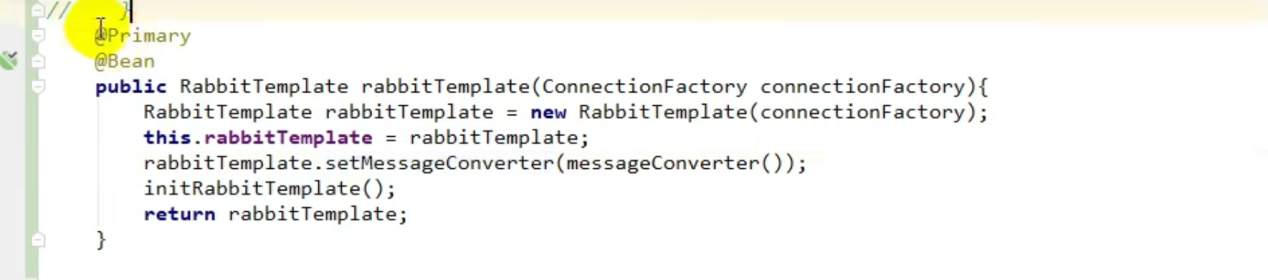 //    }
@Primary
@Bean
public RabbitTemplate rabbitTemplate(ConnectionFactory connectionFactory){
    RabbitTemplate rabbitTemplate = new RabbitTemplate(connectionFactory);
    this.rabbitTemplate = rabbitTemplate;
    rabbitTemplate.setMessageConverter(messageConverter());
    initRabbitTemplate();
    return rabbitTemplate;
}